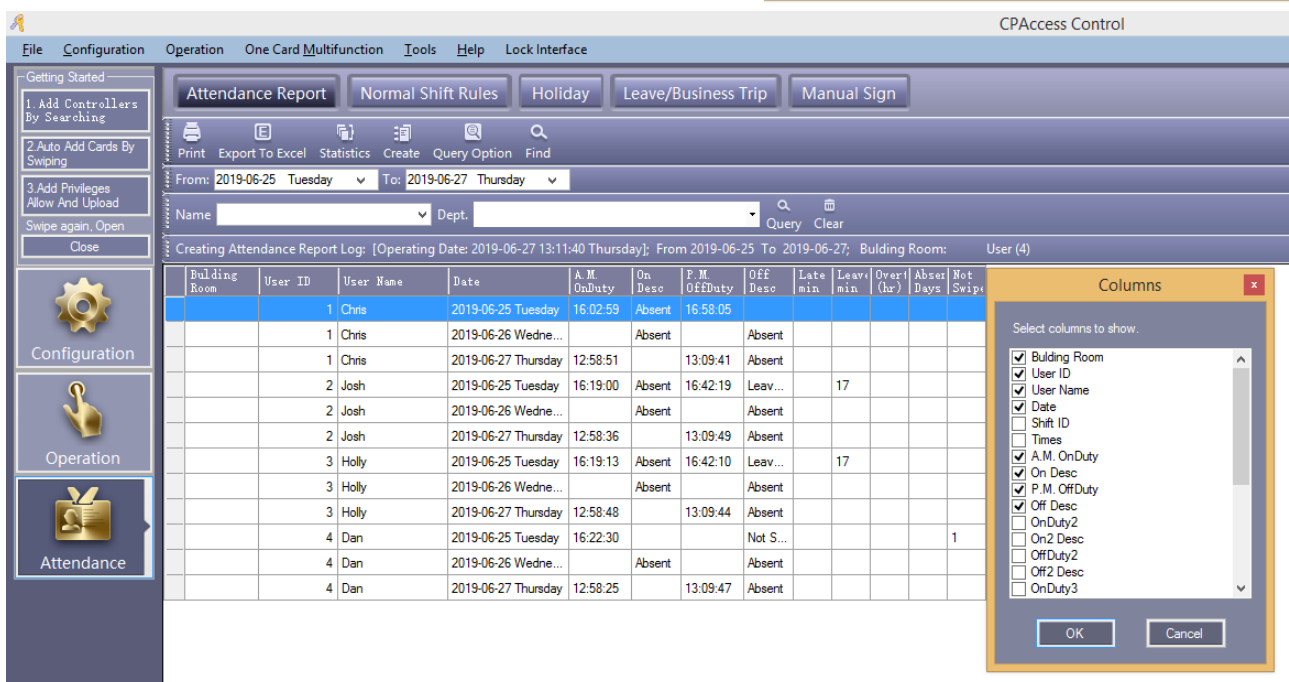 CPAccess Control
File Configuration Operation One Card Multifunction Tools Help Lock Interface
Getting Started
1. Add Controllers
By Searching
2.Auto Add Cards By
Swiping
3.Add Privileges
Allow And Upload
Swipe again, Open
Close
Configuration
Operation
Attendance
Attendance Report Normal Shift Rules Holiday Leave/Business Trip Manual Sign
Print Export To Excel Statistics Create Query Option Find
From: 2019-06-25 Tuesday To: 2019-06-27 Thursday
Name Dept. Query Clear
Creating Attendance Report Log: [Operating Date: 2019-06-27 13:11:40 Thursday]; From 2019-06-25 To 2019-06-27; Bulding Room: User (4)
Bulding Room User ID User Name Date A.M. OnDuty On Desc P.M. OffDuty Off Desc Late min Leave min Overt (hr) Absen Days Not Swipe
1 Chris 2019-06-25 Tuesday 16:02:59 Absent 16:58:05
1 Chris 2019-06-26 Wedne... Absent Absent
1 Chris 2019-06-27 Thursday 12:58:51 13:09:41 Absent
2 Josh 2019-06-25 Tuesday 16:19:00 Absent 16:42:19 Leav... 17
2 Josh 2019-06-26 Wedne... Absent Absent
2 Josh 2019-06-27 Thursday 12:58:36 13:09:49 Absent
3 Holly 2019-06-25 Tuesday 16:19:13 Absent 16:42:10 Leav... 17
3 Holly 2019-06-26 Wedne... Absent Absent
3 Holly 2019-06-27 Thursday 12:58:48 13:09:44 Absent
4 Dan 2019-06-25 Tuesday 16:22:30 Not S... 1
4 Dan 2019-06-26 Wedne... Absent Absent
4 Dan 2019-06-27 Thursday 12:58:25 13:09:47 Absent
Columns
x
Select columns to show.
Bulding Room
User ID
User Name
Date
Shift ID
Times
A.M. OnDuty
On Desc
P.M. OffDuty
Off Desc
OnDuty2
On2 Desc
OffDuty2
Off2 Desc
OnDuty3
OK Cancel